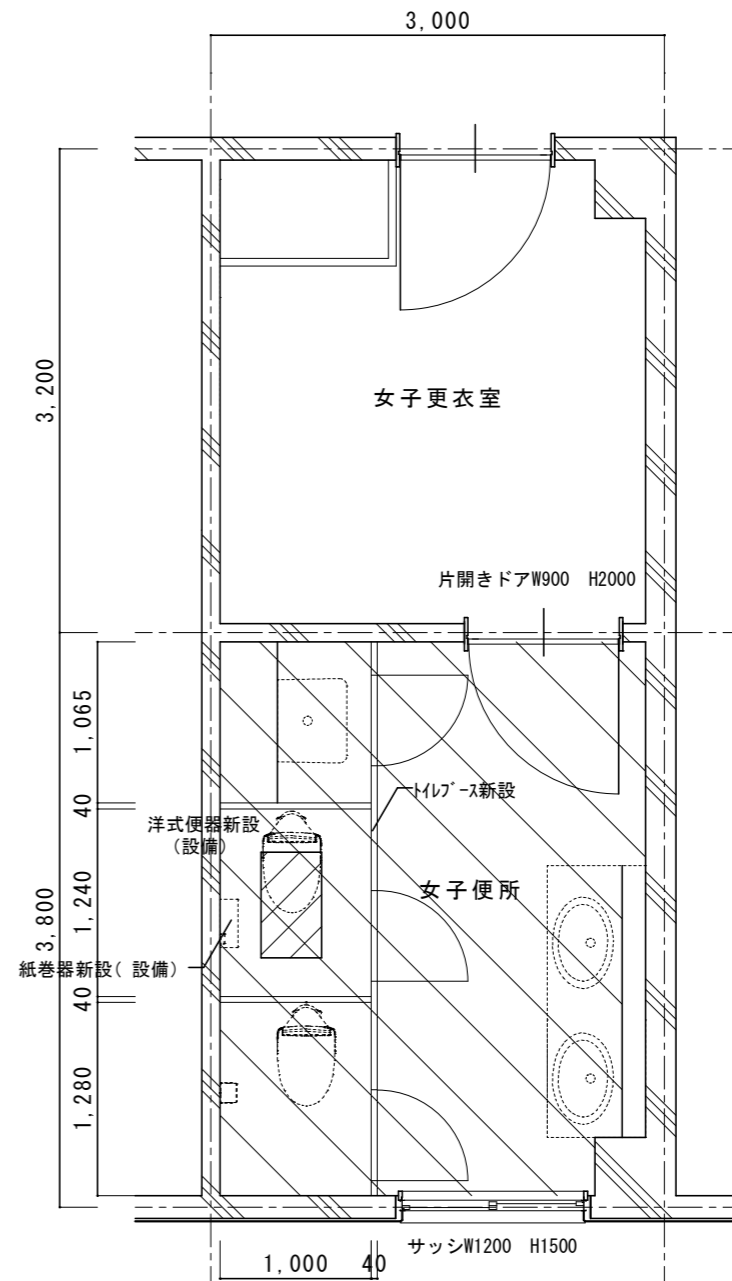 3,000
3,200
女子更衣室
片開きドアW900 H2000
1,065
40
トイレブース新設
洋式便器新設
(設備)
女子便所
1,240
3,800
紙巻器新設( 設備)
40
1,280
サッシW1200 H1500
1,000 40